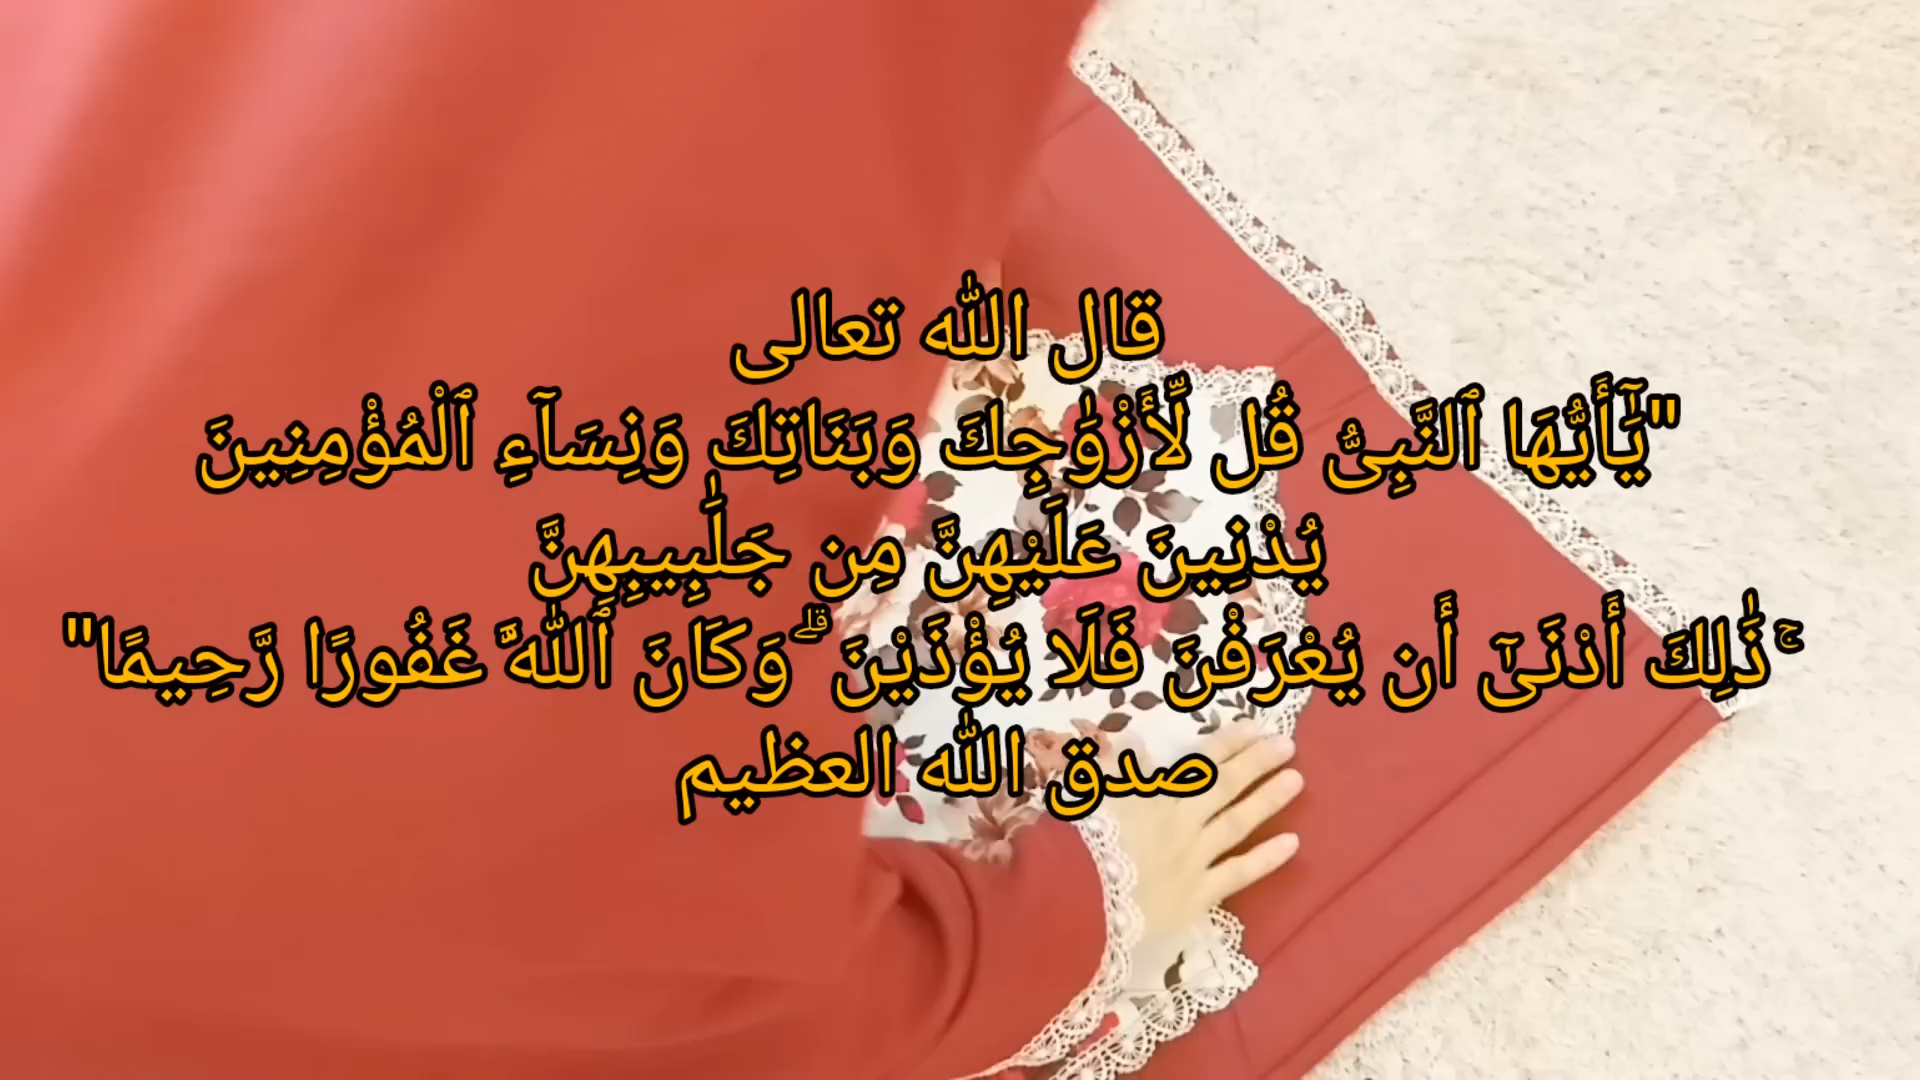 قال الله تعالى
"يَٰٓأَيُّهَا ٱلنَّبِىُّ قُل لِّأَزْوَٰجِكَ وَبَنَاتِكَ وَنِسَآءِ ٱلْمُؤْمِنِينَ
يُدْنِينَ عَلَيْهِنَّ مِن جَلَٰبِيبِهِنَّ
ۚ ذَٰلِكَ أَدْنَىٰٓ أَن يُعْرَفْنَ فَلَا يُؤْذَيْنَ ۗ وَكَانَ ٱللَّهُ غَفُورًا رَّحِيمًا"
صدق الله العظيم